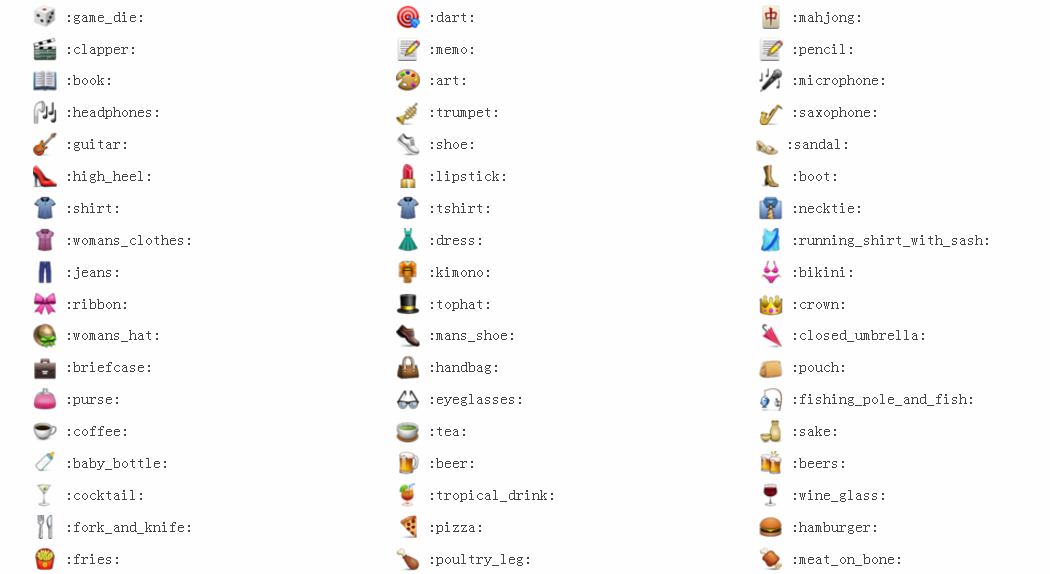 :game_die: :dart: :mahjong:
:clapper: :memo: :pencil:
:book: :art: :microphone:
:headphones: :trumpet: :saxophone:
:guitar: :shoe: :sandal:
:high_heel: :lipstick: :boot:
:shirt: :tshirt: :necktie:
:womans_clothes: :dress: :running_shirt_with_sash:
:jeans: :kimono: :bikini:
:ribbon: :tophat: :crown:
:womans_hat: :mans_shoe: :closed_umbrella:
:briefcase: :handbag: :pouch:
:purse: :eyeglasses: :fishing_pole_and_fish:
:coffee: :tea: :sake:
:baby_bottle: :beer: :beers:
:cocktail: :tropical_drink: :wine_glass:
:fork_and_knife: :pizza: :hamburger:
:fries: :poultry_leg: :meat_on_bone: